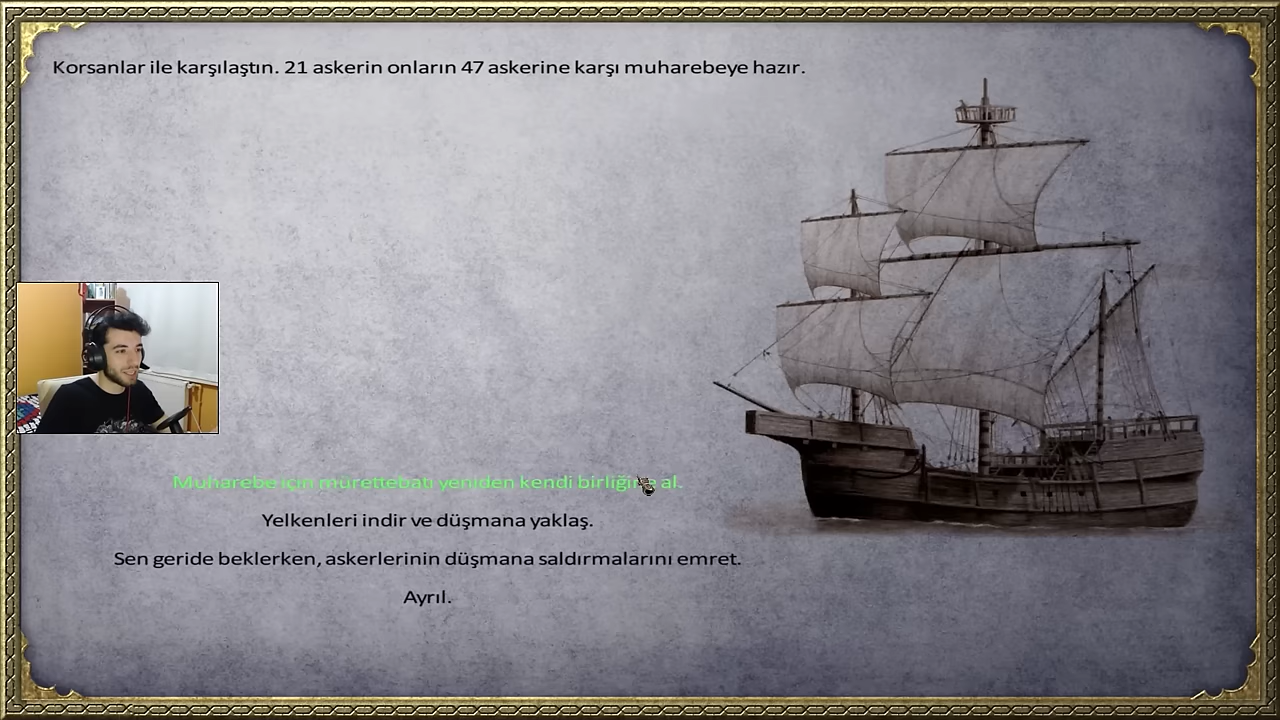 Korsanlar ile karşılaştın. 21 askerin onların 47 askerine karşı muharebeye hazır.
Muharebe için mürettebatı yeniden kendi birliğine al.
Yelkenleri indir ve düşmana yaklaş.
Sen geride beklerken, askerlerinin düşmana saldırmalarını emret.
Ayrıl.